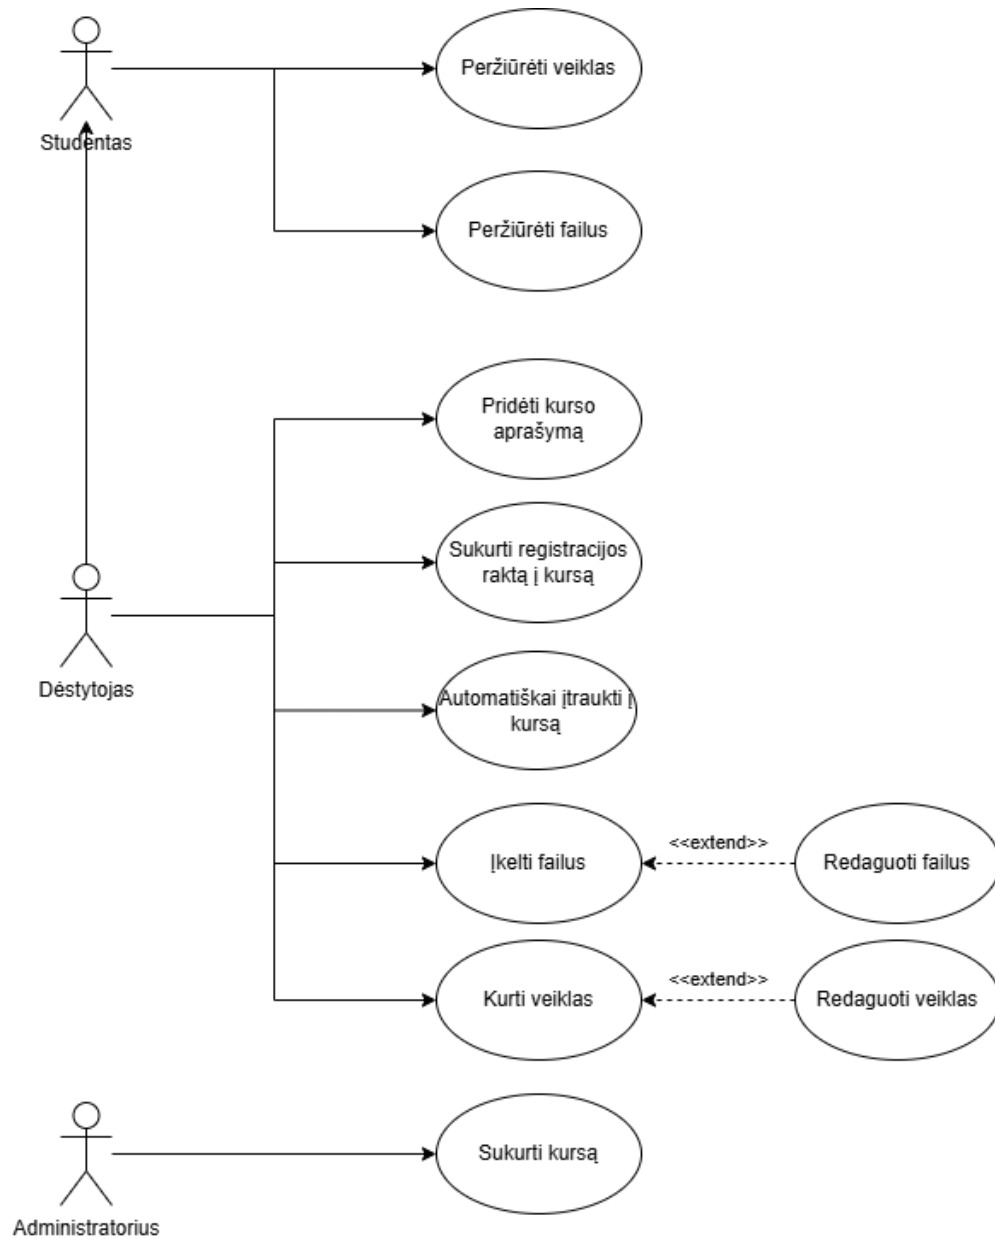 Peržiūrėti veiklas
Studentas
Peržiūrėti failus
Pridėti kurso
aprašymą
Sukurti registracijos
raktą į kursą
Dėstytojas
Automatiškai įtraukti į
kursą
Įkelti failus
<<extend>>
Redaguoti failus
Kurti veiklas
<<extend>>
Redaguoti veiklas
Sukurti kursą
Administratorius